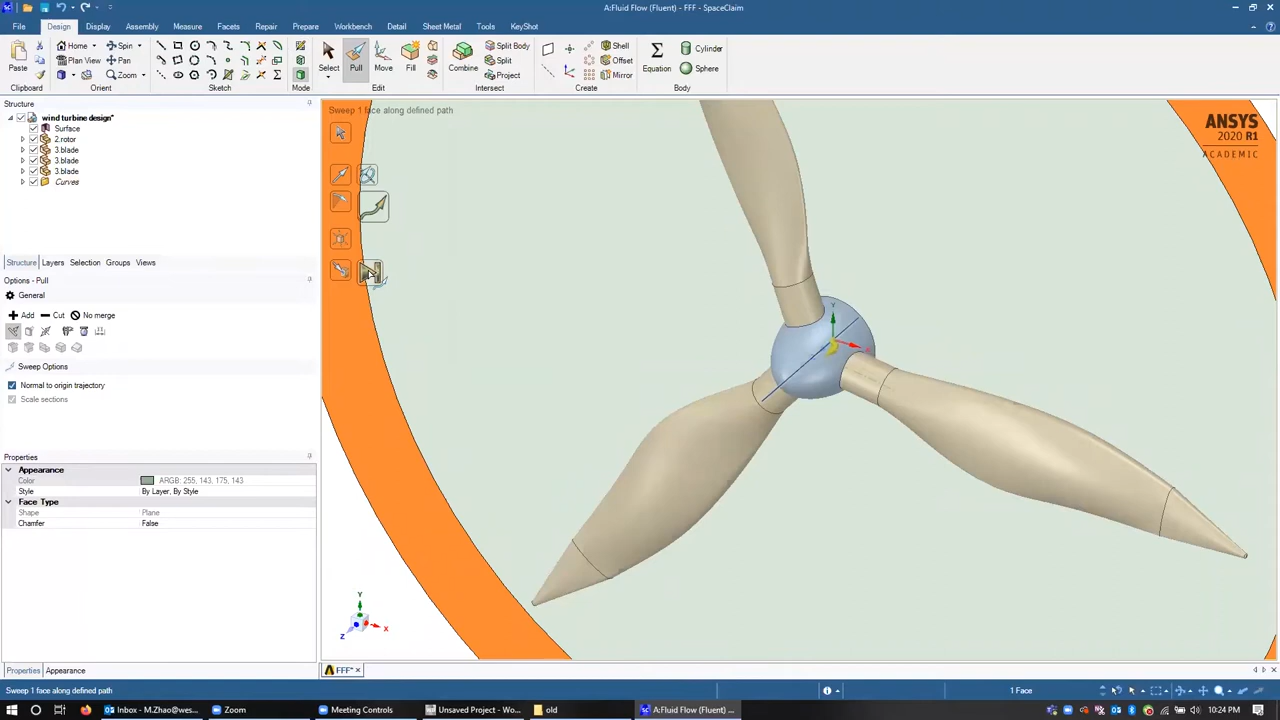 A:Fluid Flow (Fluent) - FFF - SpaceClaim
File Design Display Assembly Measure Facets Repair Prepare Workbench Detail Sheet Metal Tools KeyShot
Home Spin Split Body Shell Cylinder
Plan View Pan Split Offset Sphere
Paste Zoom Select Pull Move Fill Combine Project Mirror Equation
Clipboard Orient Sketch Mode Edit Intersect Create Body
Structure
wind turbine design*
Surface
2.rotor
3.blade
3.blade
3.blade
Curves
Structure Layers Selection Groups Views
Options - Pull
General
Add Cut No merge
Sweep Options
Normal to origin trajectory
Scale sections
Properties
Appearance
Color ARGB: 255, 143, 175, 143
Style By Layer, By Style
Face Type
Shape Plane
Chamfer False
Properties Appearance
Sweep 1 face along defined path
ANSYS
2020 R1
ACADEMIC
Y
X
Y
X
Z
FFF*
Sweep 1 face along defined path 1 Face
Inbox - M.Zhao@wes... Zoom Meeting Controls Unsaved Project - Wo... old A:Fluid Flow (Fluent) ... 10:24 PM